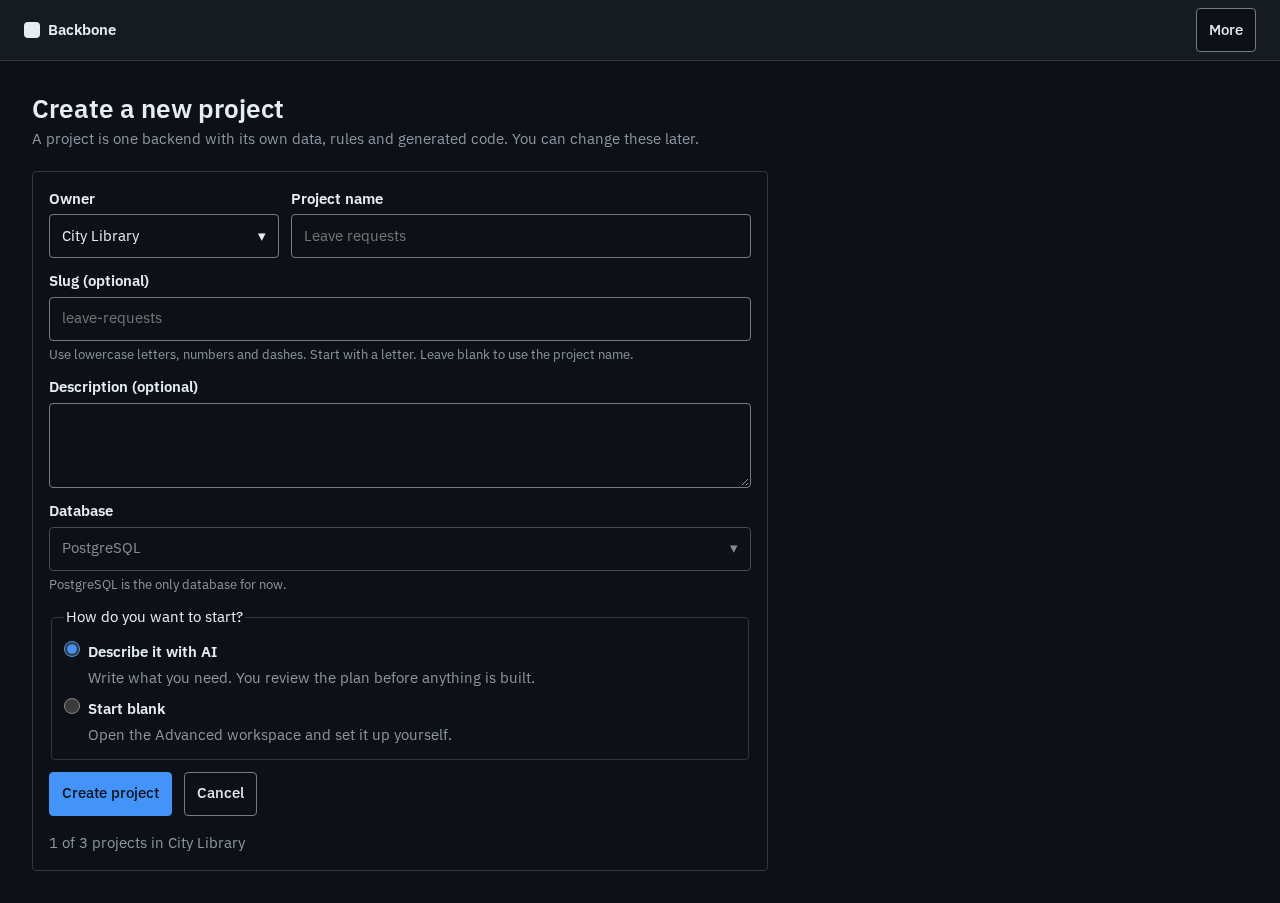 Backbone
More
Create a new project
A project is one backend with its own data, rules and generated code. You can change these later.
Owner
Project name
City Library
Leave requests
Slug (optional)
leave-requests
Use lowercase letters, numbers and dashes. Start with a letter. Leave blank to use the project name.
Description (optional)
Database
PostgreSQL
PostgreSQL is the only database for now.
How do you want to start?
Describe it with AI
Write what you need. You review the plan before anything is built.
Start blank
Open the Advanced workspace and set it up yourself.
Create project
Cancel
1 of 3 projects in City Library